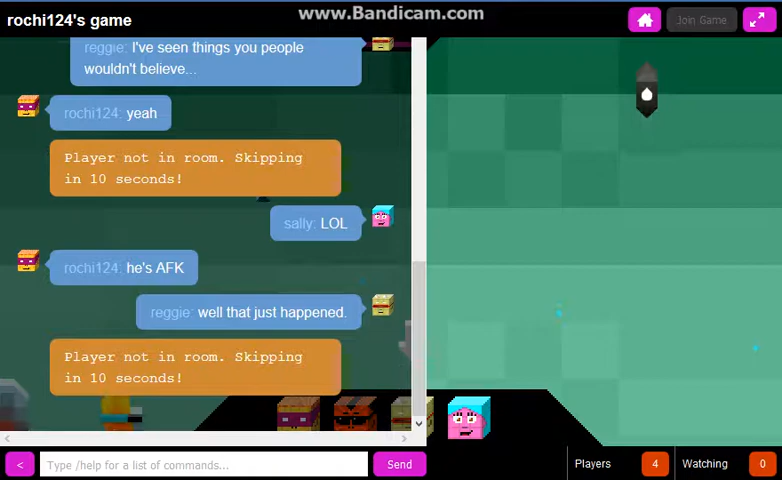 www.Bandicam.com
rochi124's game
Join Game
reggie: I've seen things you people
wouldn't believe...
rochi124: yeah
Player not in room. Skipping
in 10 seconds!
sally: LOL
rochi124: he's AFK
reggie: well that just happened.
Player not in room. Skipping
in 10 seconds!
< Type /help for a list of commands... Send
Players 4 Watching 0